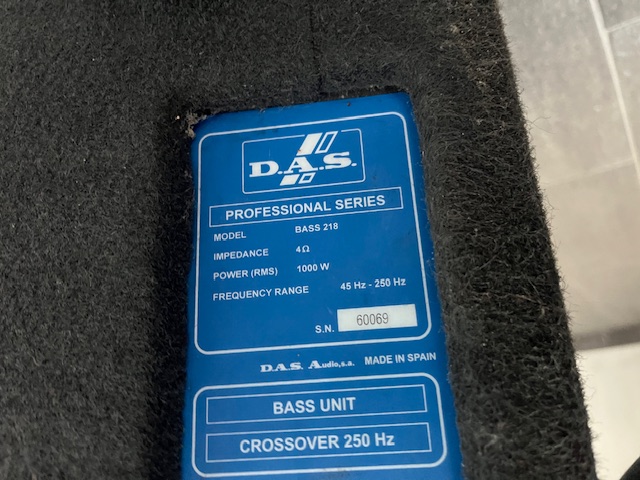 D.A.S.
PROFESSIONAL SERIES
MODEL BASS 218
IMPEDANCE 4Ω
POWER (RMS) 1000 W
FREQUENCY RANGE 45 Hz - 250 Hz
S.N. 60069
D.A.S. Audio, s.a. MADE IN SPAIN
BASS UNIT
CROSSOVER 250 Hz